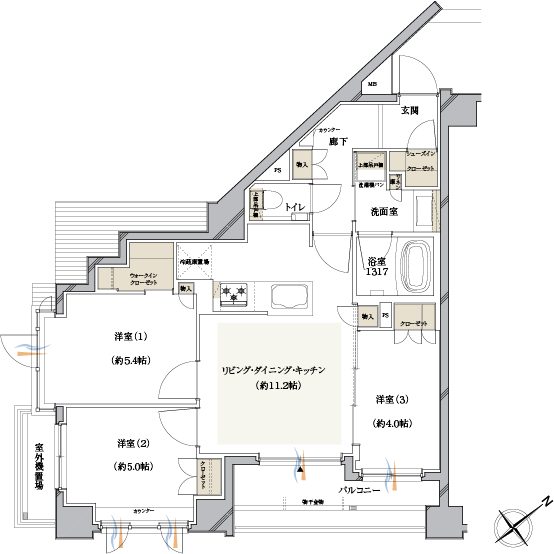 MB
玄関
カウンター
廊下
シューズイン
クローゼット
物入
PS
上部吊戸棚
洗濯機パン
上部吊戸棚
トイレ
洗面室
浴室
1317
冷蔵庫置場
ウォークイン
クローゼット
物入
物入
PS
クローゼット
洋室(1)
(約5.4帖)
リビング・ダイニング・キッチン
(約11.2帖)
洋室(3)
(約4.0帖)
洋室(2)
(約5.0帖)
クローゼット
室外機置場
カウンター
バルコニー
物干金物
N